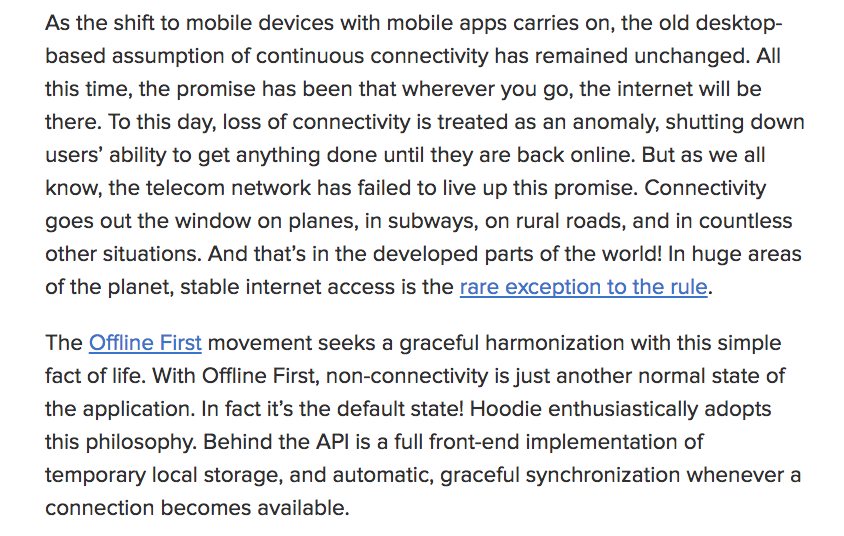 As the shift to mobile devices with mobile apps carries on, the old desktop-
based assumption of continuous connectivity has remained unchanged. All
this time, the promise has been that wherever you go, the internet will be
there. To this day, loss of connectivity is treated as an anomaly, shutting down
users’ ability to get anything done until they are back online. But as we all
know, the telecom network has failed to live up this promise. Connectivity
goes out the window on planes, in subways, on rural roads, and in countless
other situations. And that’s in the developed parts of the world! In huge areas
of the planet, stable internet access is the rare exception to the rule.
The Offline First movement seeks a graceful harmonization with this simple
fact of life. With Offline First, non-connectivity is just another normal state of
the application. In fact it’s the default state! Hoodie enthusiastically adopts
this philosophy. Behind the API is a full front-end implementation of
temporary local storage, and automatic, graceful synchronization whenever a
connection becomes available.